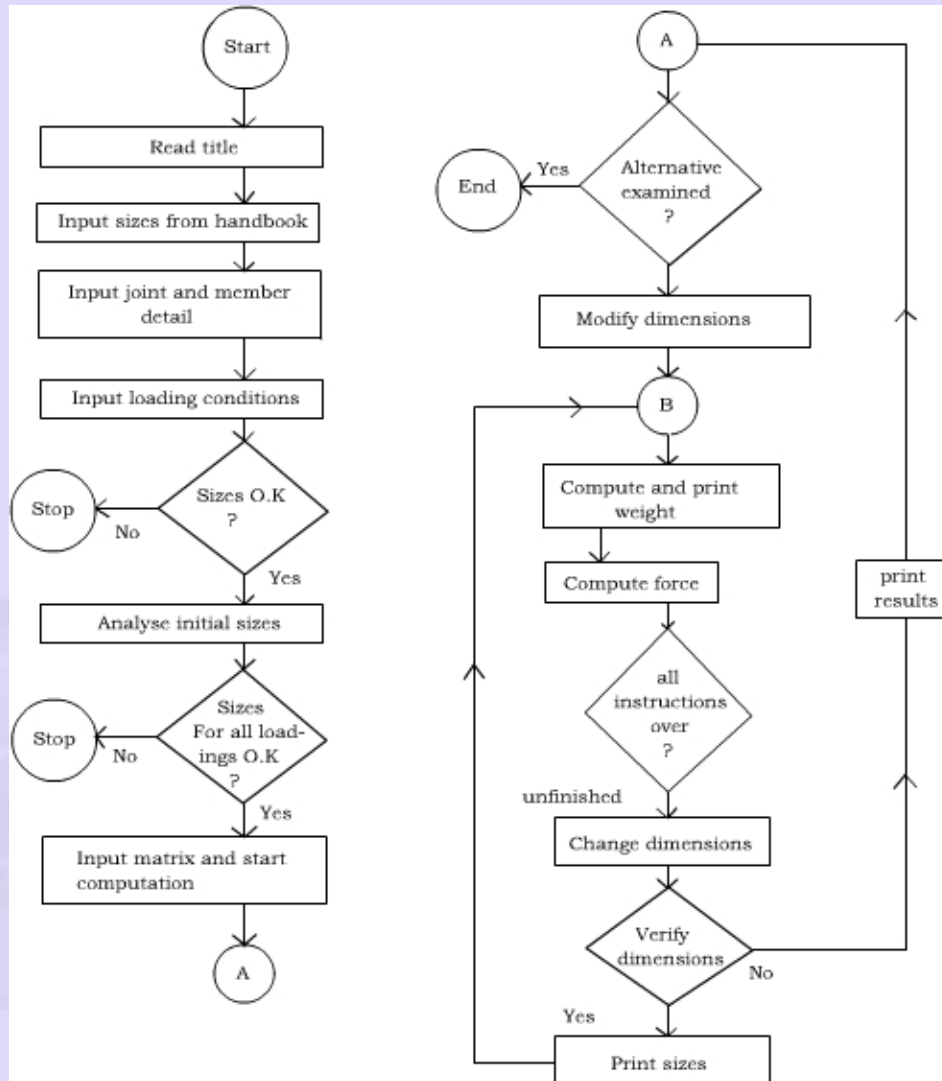 Start
Read title
Input sizes from handbook
Input joint and member
detail
Input loading conditions
Sizes O.K
?
Stop
No
Yes
Analyse initial sizes
Sizes
For all load-
ings O.K
?
Stop
No
Yes
Input matrix and start
computation
A
A
Alternative
examined
?
Yes
End
Modify dimensions
B
Compute and print
weight
Compute force
all
instructions
over
?
unfinished
Change dimensions
Verify
dimensions
No
Yes
Print sizes
print
results